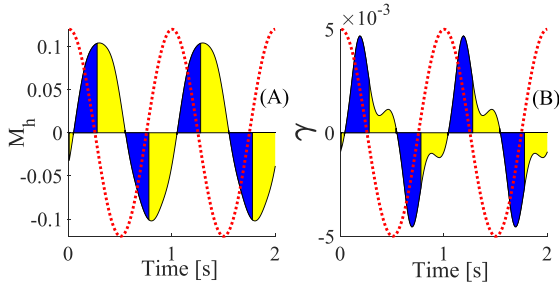 0.1
0.05
0
-0.05
-0.1
M_h
(A)
0 1 2
Time [s]
×10^-3
5
0
-5
γ
(B)
0 1 2
Time [s]